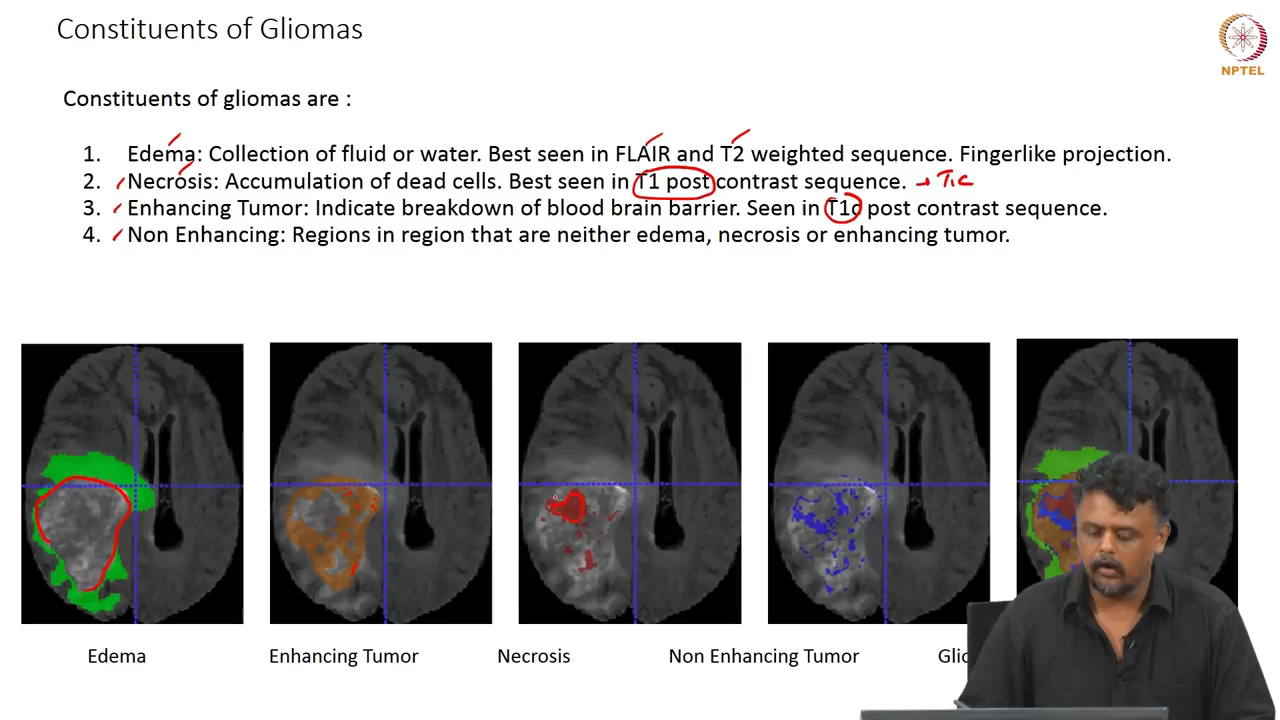 Constituents of Gliomas
NPTEL
Constituents of gliomas are :
1. Edema: Collection of fluid or water. Best seen in FLAIR and T2 weighted sequence. Fingerlike projection.
2. Necrosis: Accumulation of dead cells. Best seen in T1 post contrast sequence. → T1C
3. Enhancing Tumor: Indicate breakdown of blood brain barrier. Seen in T1c post contrast sequence.
4. Non Enhancing: Regions in region that are neither edema, necrosis or enhancing tumor.
Edema Enhancing Tumor Necrosis Non Enhancing Tumor